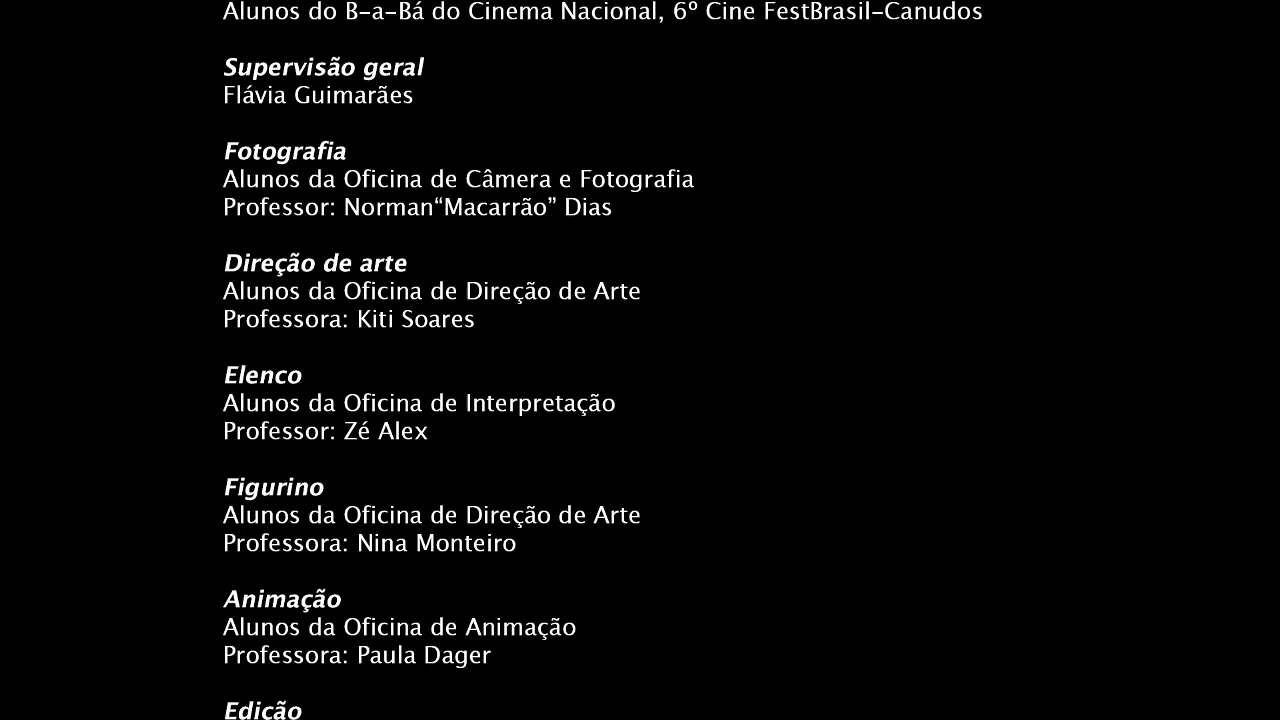 Alunos do B-a-Bá do Cinema Nacional, 6º Cine FestBrasil-Canudos
Supervisão geral
Flávia Guimarães
Fotografia
Alunos da Oficina de Câmera e Fotografia
Professor: Norman“Macarrão” Dias
Direção de arte
Alunos da Oficina de Direção de Arte
Professora: Kiti Soares
Elenco
Alunos da Oficina de Interpretação
Professor: Zé Alex
Figurino
Alunos da Oficina de Direção de Arte
Professora: Nina Monteiro
Animação
Alunos da Oficina de Animação
Professora: Paula Dager
Edição